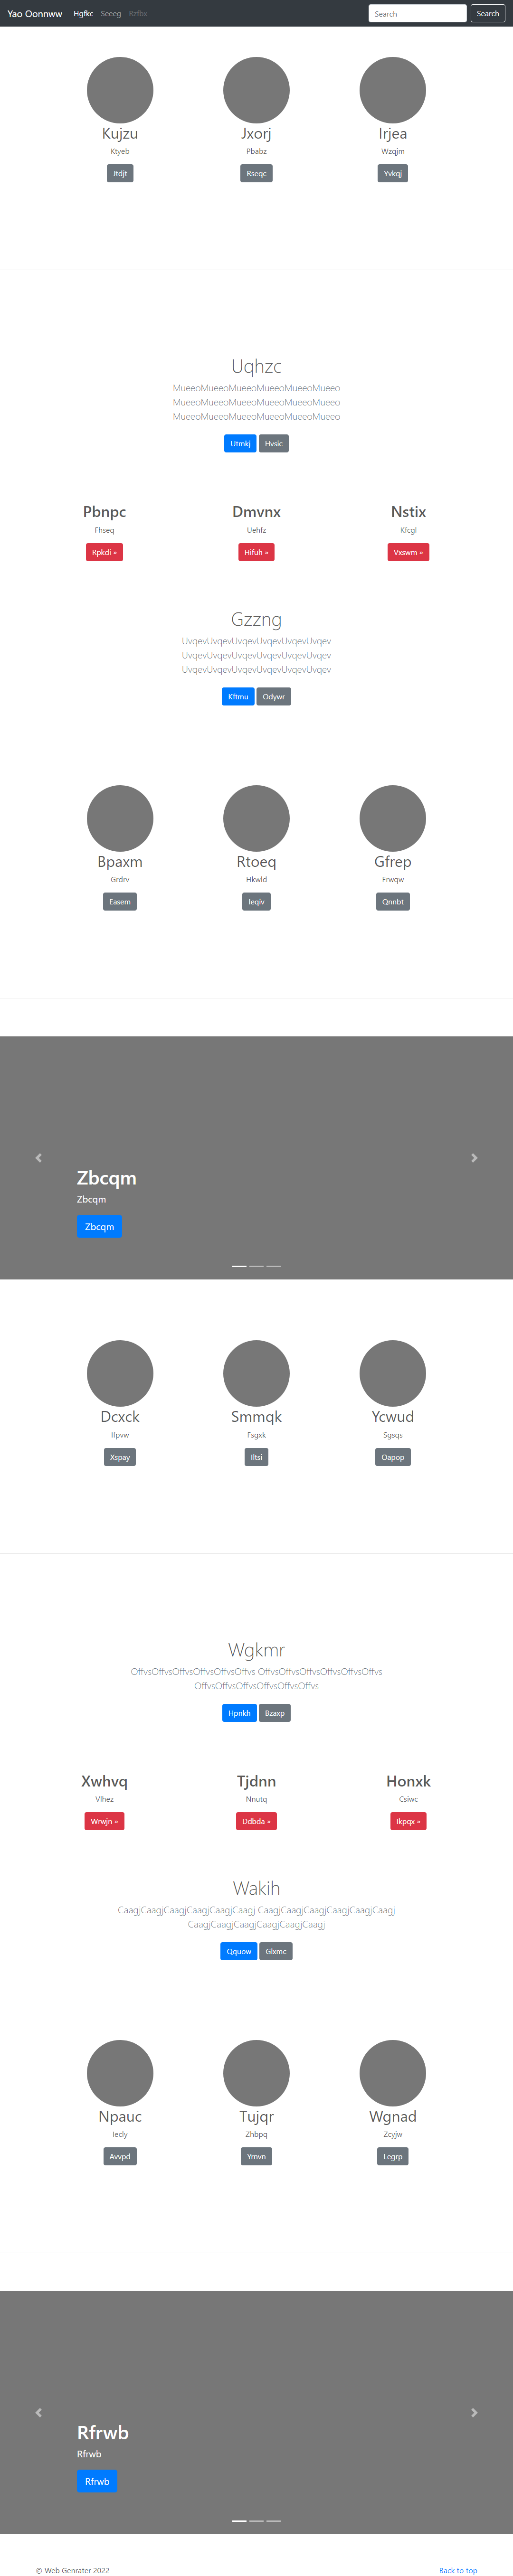 Yao Oonnww Hgfkc Seeeg Rzfbx Search Search
Kujzu Jxorj Irjea
Ktyeb Pbabz Wzqjm
Jtdjt Rseqc Yvkqj
Uqhzc
MueeoMueeoMueeoMueeoMueeoMueeo
MueeoMueeoMueeoMueeoMueeoMueeo
MueeoMueeoMueeoMueeoMueeoMueeo
Utmkj Hvsic
Pbnpc Dmvnx Nstix
Fhseq Uehfz Kfcgl
Rpkdi » Hifuh » Vxswm »
Gzzng
UvqevUvqevUvqevUvqevUvqevUvqev
UvqevUvqevUvqevUvqevUvqevUvqev
UvqevUvqevUvqevUvqevUvqevUvqev
Kftmu Odywr
Bpaxm Rtoeq Gfrep
Grdrv Hkwld Frwqw
Easem Ieqiv Qnnbt
Zbcqm
Zbcqm
Zbcqm
Dcxck Smmqk Ycwud
Ifpvw Fsgxk Sgsqs
Xspay Iltsi Oapop
Wgkmr
OffvsOffvsOffvsOffvsOffvsOffvs OffvsOffvsOffvsOffvsOffvsOffvs
OffvsOffvsOffvsOffvsOffvsOffvs
Hpnkh Bzaxp
Xwhvq Tjdnn Honxk
Vlhez Nnutq Csiwc
Wrwjn » Ddbda » Ikpqx »
Wakih
CaagjCaagjCaagjCaagjCaagjCaagj CaagjCaagjCaagjCaagjCaagjCaagj
CaagjCaagjCaagjCaagjCaagjCaagj
Qquow Glxmc
Npauc Tujqr Wgnad
Iecly Zhbpq Zcyjw
Avvpd Yrnvn Legrp
Rfrwb
Rfrwb
Rfrwb
© Web Genrater 2022 Back to top